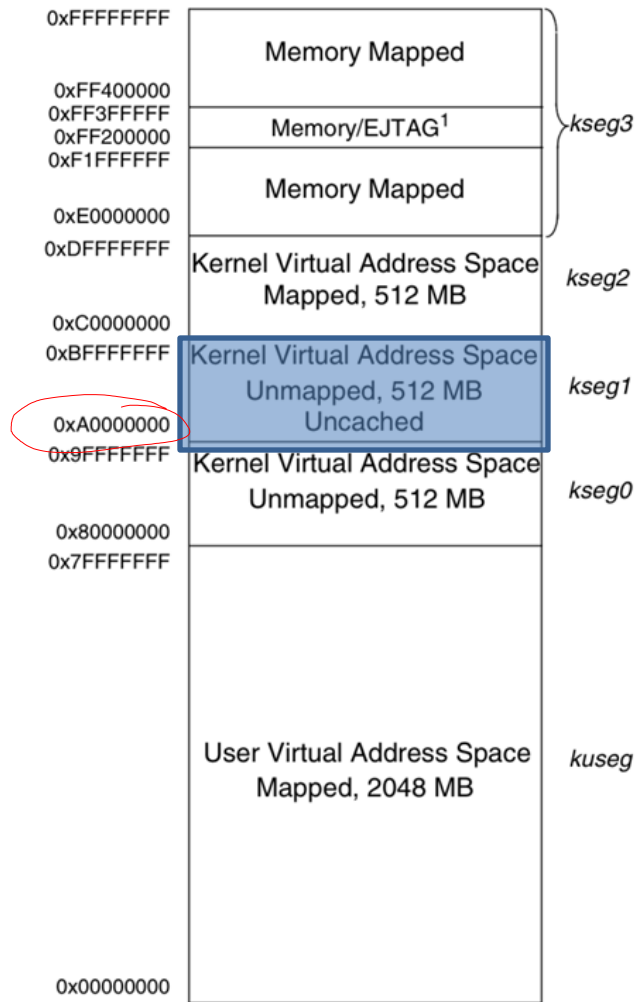 0xFFFFFFFF
Memory Mapped
0xFF400000
0xFF3FFFFF
Memory/EJTAG¹
0xFF200000
kseg3
0xF1FFFFFF
Memory Mapped
0xE0000000
0xDFFFFFFF
Kernel Virtual Address Space
Mapped, 512 MB
kseg2
0xC0000000
0xBFFFFFFF
Kernel Virtual Address Space
Unmapped, 512 MB
Uncached
kseg1
0xA0000000
0x9FFFFFFF
Kernel Virtual Address Space
Unmapped, 512 MB
kseg0
0x80000000
0x7FFFFFFF
User Virtual Address Space
Mapped, 2048 MB
kuseg
0x00000000